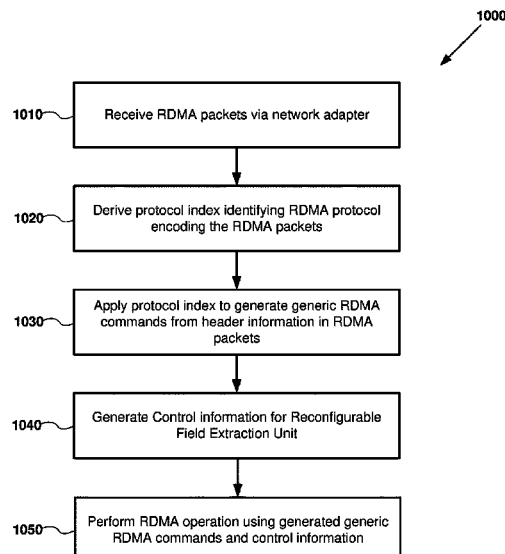 1000
1010
Receive RDMA packets via network adapter
1020
Derive protocol index identifying RDMA protocol
encoding the RDMA packets
1030
Apply protocol index to generate generic RDMA
commands from header information in RDMA
packets
1040
Generate Control information for Reconfigurable
Field Extraction Unit
1050
Perform RDMA operation using generated generic
RDMA commands and control information